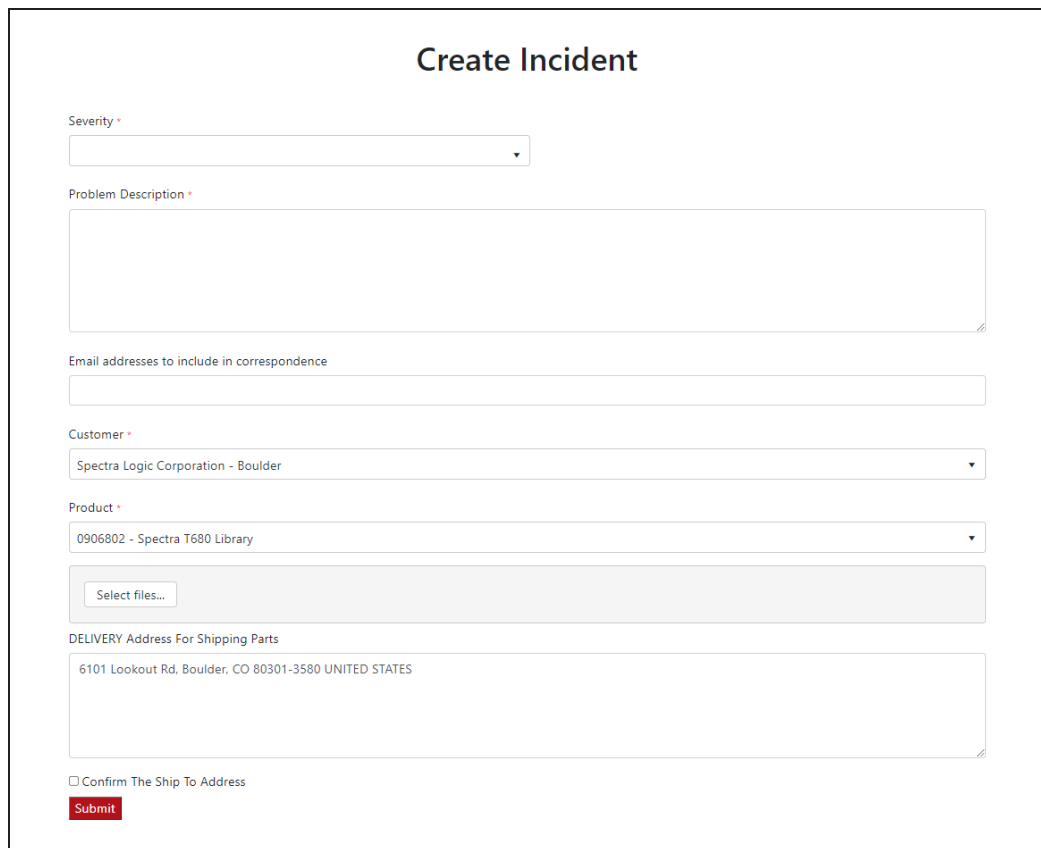 Create Incident
Severity *
Problem Description *
Email addresses to include in correspondence
Customer *
Spectra Logic Corporation - Boulder
Product *
0906802 - Spectra T680 Library
Select files...
DELIVERY Address For Shipping Parts
6101 Lookout Rd, Boulder, CO 80301-3580 UNITED STATES
Confirm The Ship To Address
Submit